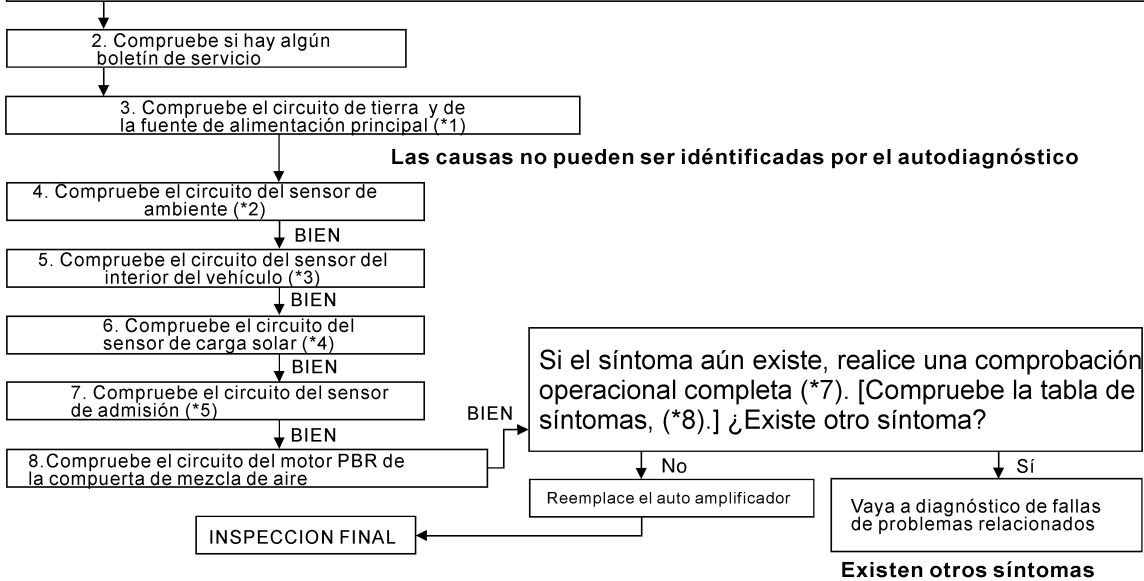 2. Compruebe si hay algún
boletín de servicio
3. Compruebe el circuito de tierra y de
la fuente de alimentación principal (*1)
Las causas no pueden ser idéntificadas por el autodiagnóstico
4. Compruebe el circuito del sensor de
ambiente (*2)
BIEN
5. Compruebe el circuito del sensor del
interior del vehículo (*3)
BIEN
6. Compruebe el circuito del
sensor de carga solar (*4)
BIEN
7. Compruebe el circuito del sensor
de admisión (*5)
BIEN
8.Compruebe el circuito del motor PBR de
la compuerta de mezcla de aire
BIEN
Si el síntoma aún existe, realice una comprobación
operacional completa (*7). [Compruebe la tabla de
síntomas, (*8).] ¿Existe otro síntoma?
No
Sí
Reemplace el auto amplificador
Vaya a diagnóstico de fallas
de problemas relacionados
INSPECCION FINAL
Existen otros síntomas